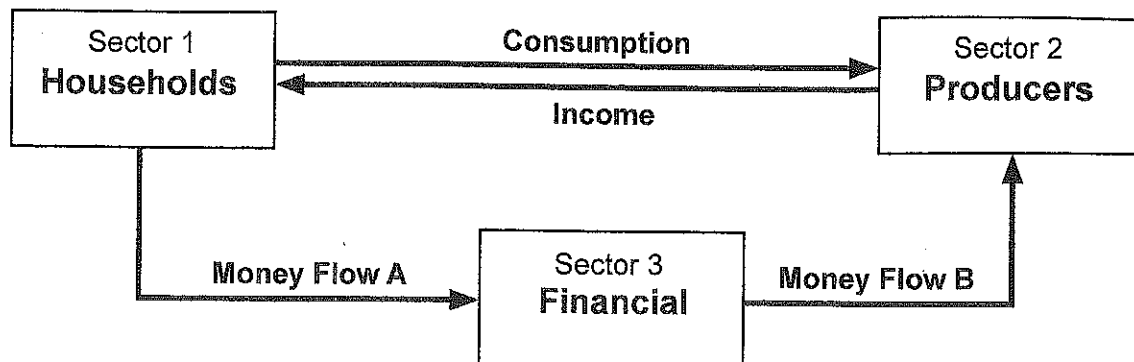 Sector 1
Households
Consumption
Income
Sector 2
Producers
Money Flow A
Sector 3
Financial
Money Flow B